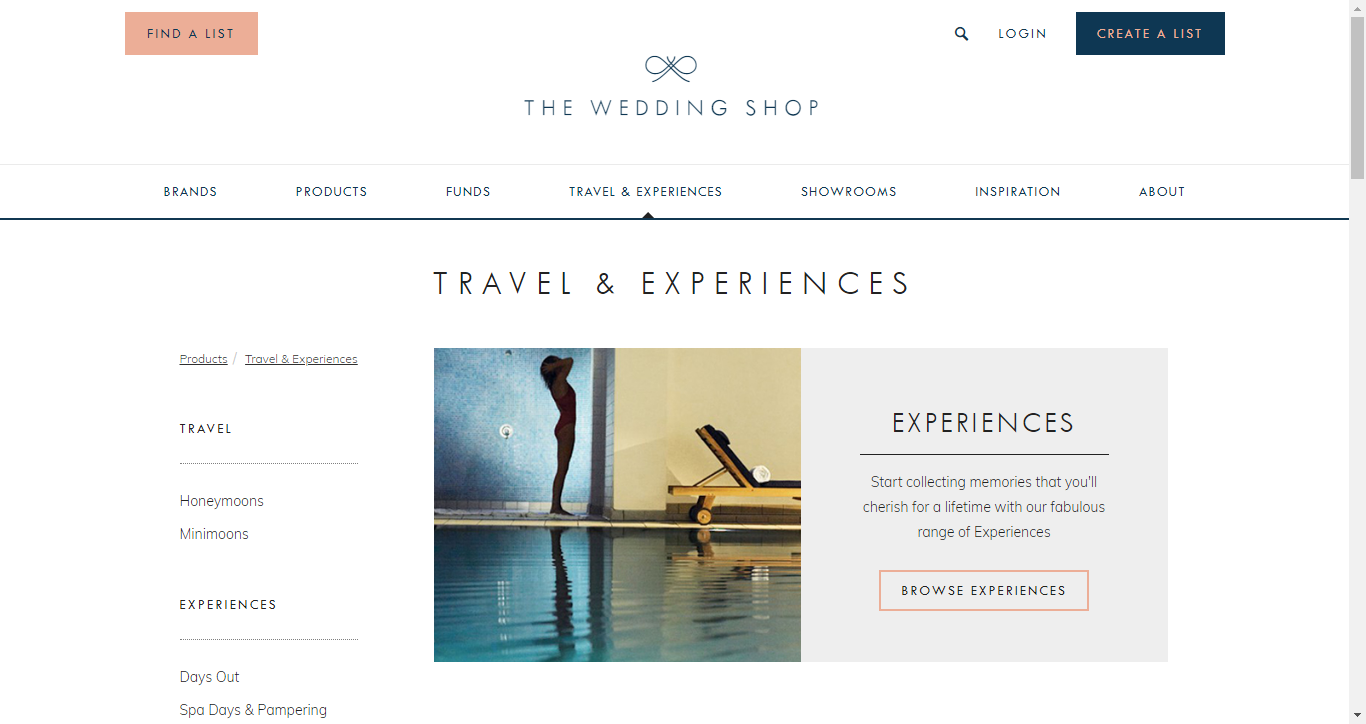 FIND A LIST
LOGIN
CREATE A LIST
THE WEDDING SHOP
BRANDS
PRODUCTS
FUNDS
TRAVEL & EXPERIENCES
SHOWROOMS
INSPIRATION
ABOUT
TRAVEL & EXPERIENCES
Products / Travel & Experiences
TRAVEL
Honeymoons
Minimoons
EXPERIENCES
Days Out
Spa Days & Pampering
EXPERIENCES
Start collecting memories that you'll
cherish for a lifetime with our fabulous
range of Experiences
BROWSE EXPERIENCES